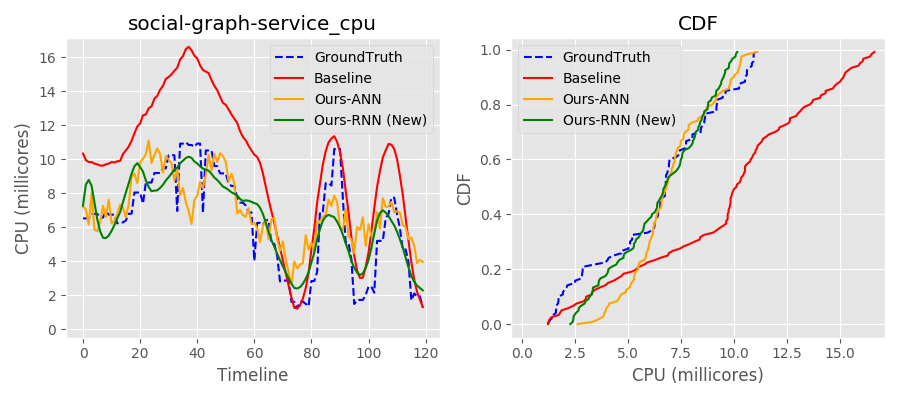 social-graph-service_cpu
CPU (millicores)
16
14
12
10
8
6
4
2
0
GroundTruth
Baseline
Ours-ANN
Ours-RNN (New)
0 20 40 60 80 100 120
Timeline
CDF
CDF
1.0
0.8
0.6
0.4
0.2
0.0
GroundTruth
Baseline
Ours-ANN
Ours-RNN (New)
0.0 2.5 5.0 7.5 10.0 12.5 15.0
CPU (millicores)